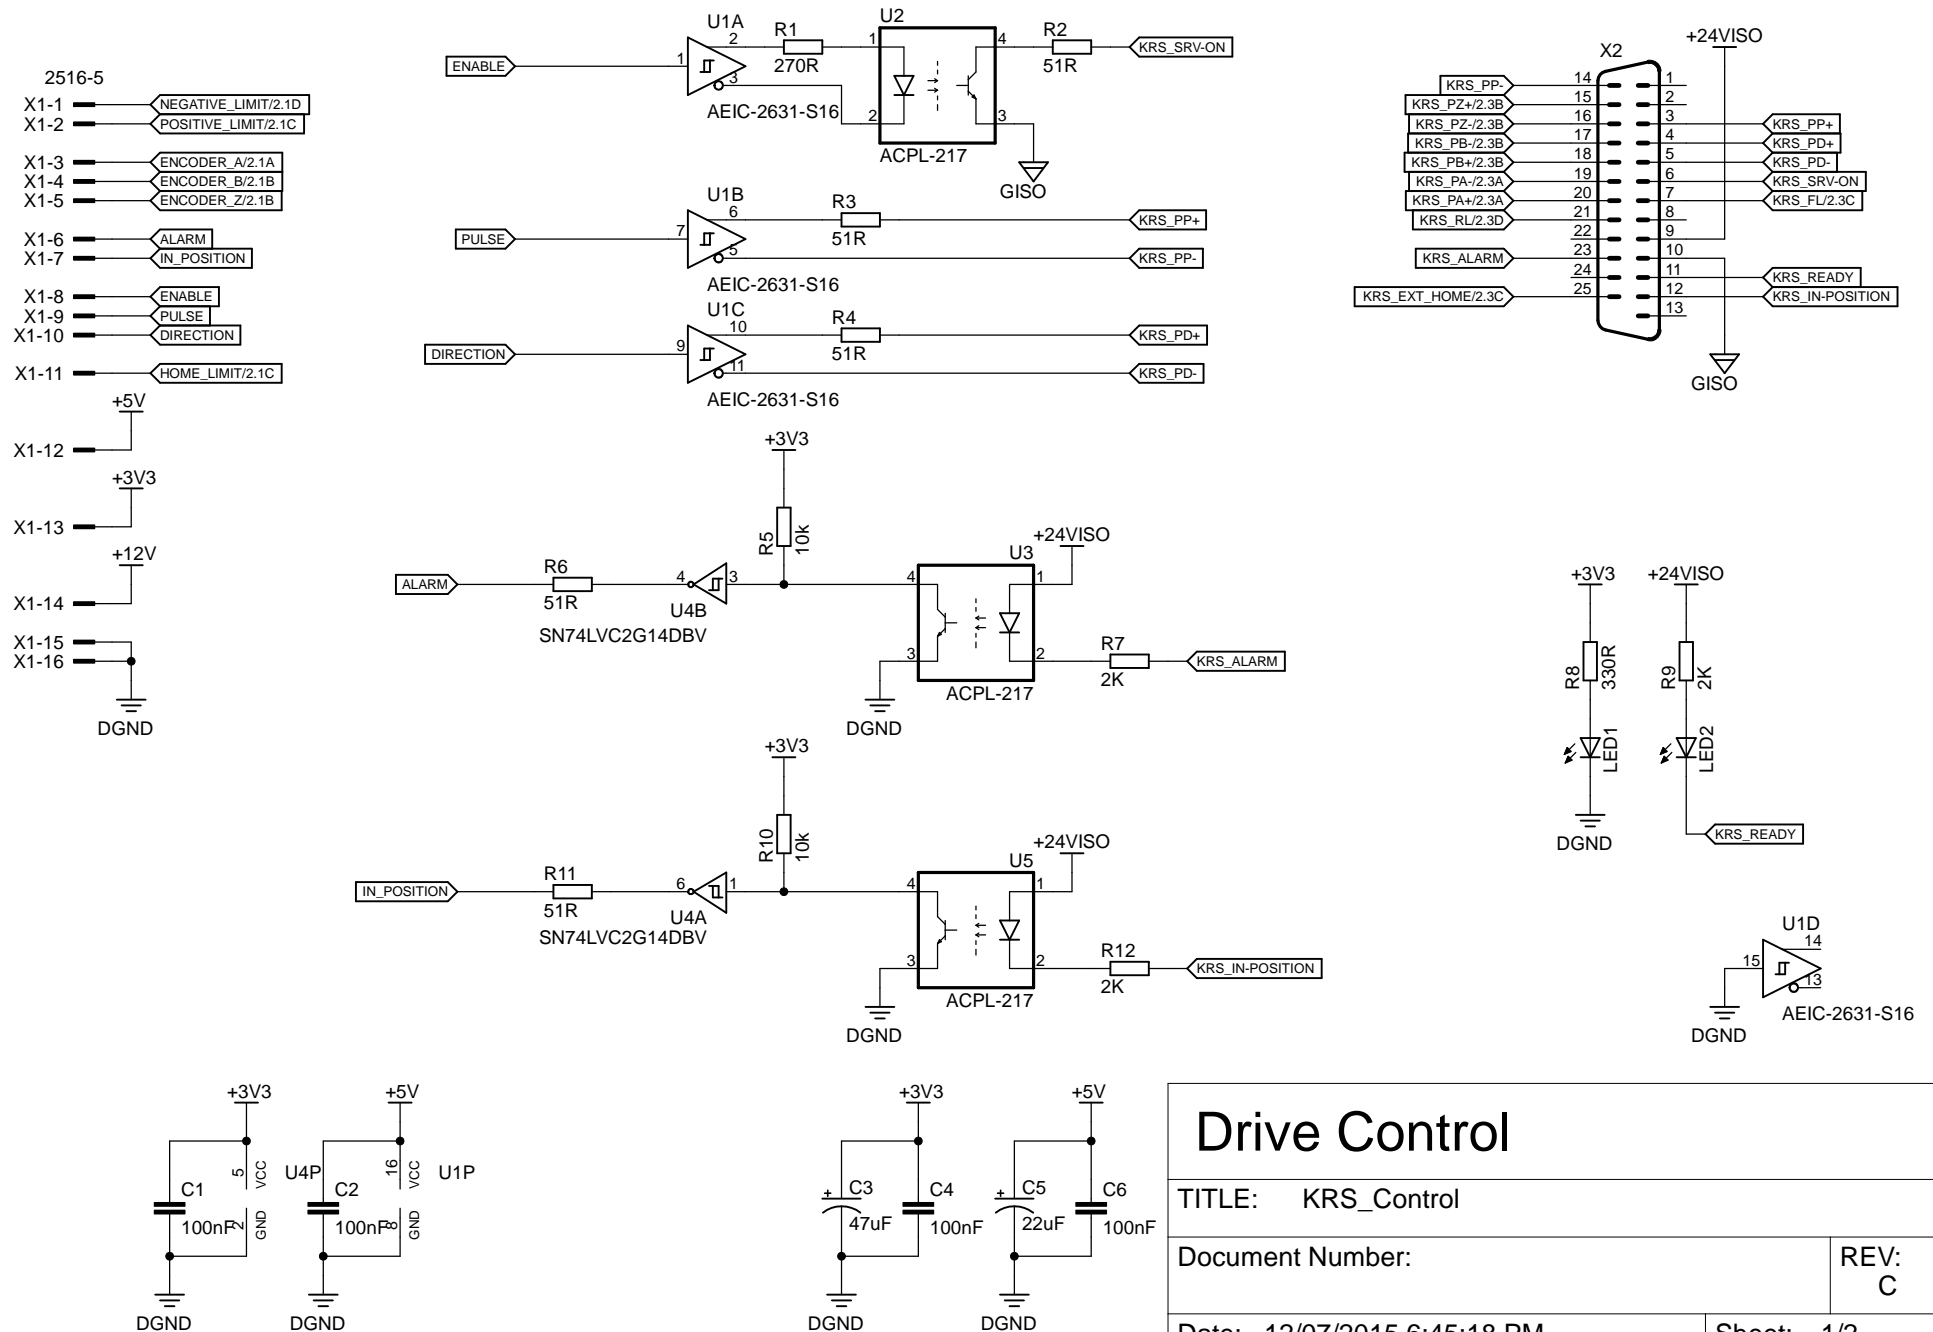 2516-5
X1-1 NEGATIVE_LIMIT/2.1D
X1-2 POSITIVE_LIMIT/2.1C
X1-3 ENCODER_A/2.1A
X1-4 ENCODER_B/2.1B
X1-5 ENCODER_Z/2.1B
X1-6 ALARM
X1-7 IN_POSITION
X1-8 ENABLE
X1-9 PULSE
X1-10 DIRECTION
X1-11 HOME_LIMIT/2.1C
+5V
X1-12
+3V3
X1-13
+12V
X1-14
X1-15
X1-16
DGND
U1A
ENABLE 1 2 3
AEIC-2631-S16
R1
270R
U2
1 4
2 3
ACPL-217
R2
51R
KRS_SRV-ON
GISO
U1B
PULSE 7 6 5
AEIC-2631-S16
R3
51R
KRS_PP+
KRS_PP-
U1C
DIRECTION 9 10 11
AEIC-2631-S16
R4
51R
KRS_PD+
KRS_PD-
X2
+24VISO
KRS_PP- 14 1
KRS_PZ+/2.3B 15 2
KRS_PZ-/2.3B 16 3 KRS_PP+
KRS_PB-/2.3B 17 4 KRS_PD+
KRS_PB+/2.3B 18 5 KRS_PD-
KRS_PA-/2.3A 19 6 KRS_SRV-ON
KRS_PA+/2.3A 20 7 KRS_FL/2.3C
KRS_RL/2.3D 21 8
22 9
KRS_ALARM 23 10
24 11 KRS_READY
KRS_EXT_HOME/2.3C 25 12 KRS_IN-POSITION
13
GISO
+3V3
R5
10k
ALARM
R6
51R
4 3
U4B
SN74LVC2G14DBV
U3
+24VISO
4 1
3 2
ACPL-217
DGND
R7
2K
KRS_ALARM
+3V3
R10
10k
IN_POSITION
R11
51R
6 1
U4A
SN74LVC2G14DBV
U5
+24VISO
4 1
3 2
ACPL-217
DGND
R12
2K
KRS_IN-POSITION
+3V3
R8
330R
LED1
DGND
+24VISO
R9
2K
LED2
KRS_READY
U1D
15 14 13
AEIC-2631-S16
DGND
+3V3
C1
100nF
5
VCC
2
GND
U4P
DGND
+5V
C2
100nF
16
VCC
8
GND
U1P
DGND
+3V3
+
C3
47uF
C4
100nF
DGND
+5V
+
C5
22uF
C6
100nF
DGND
Drive Control
TITLE: KRS_Control
Document Number:
REV:
C
Date: 12/07/2015 6:45:18 PM
Sheet: 1/2